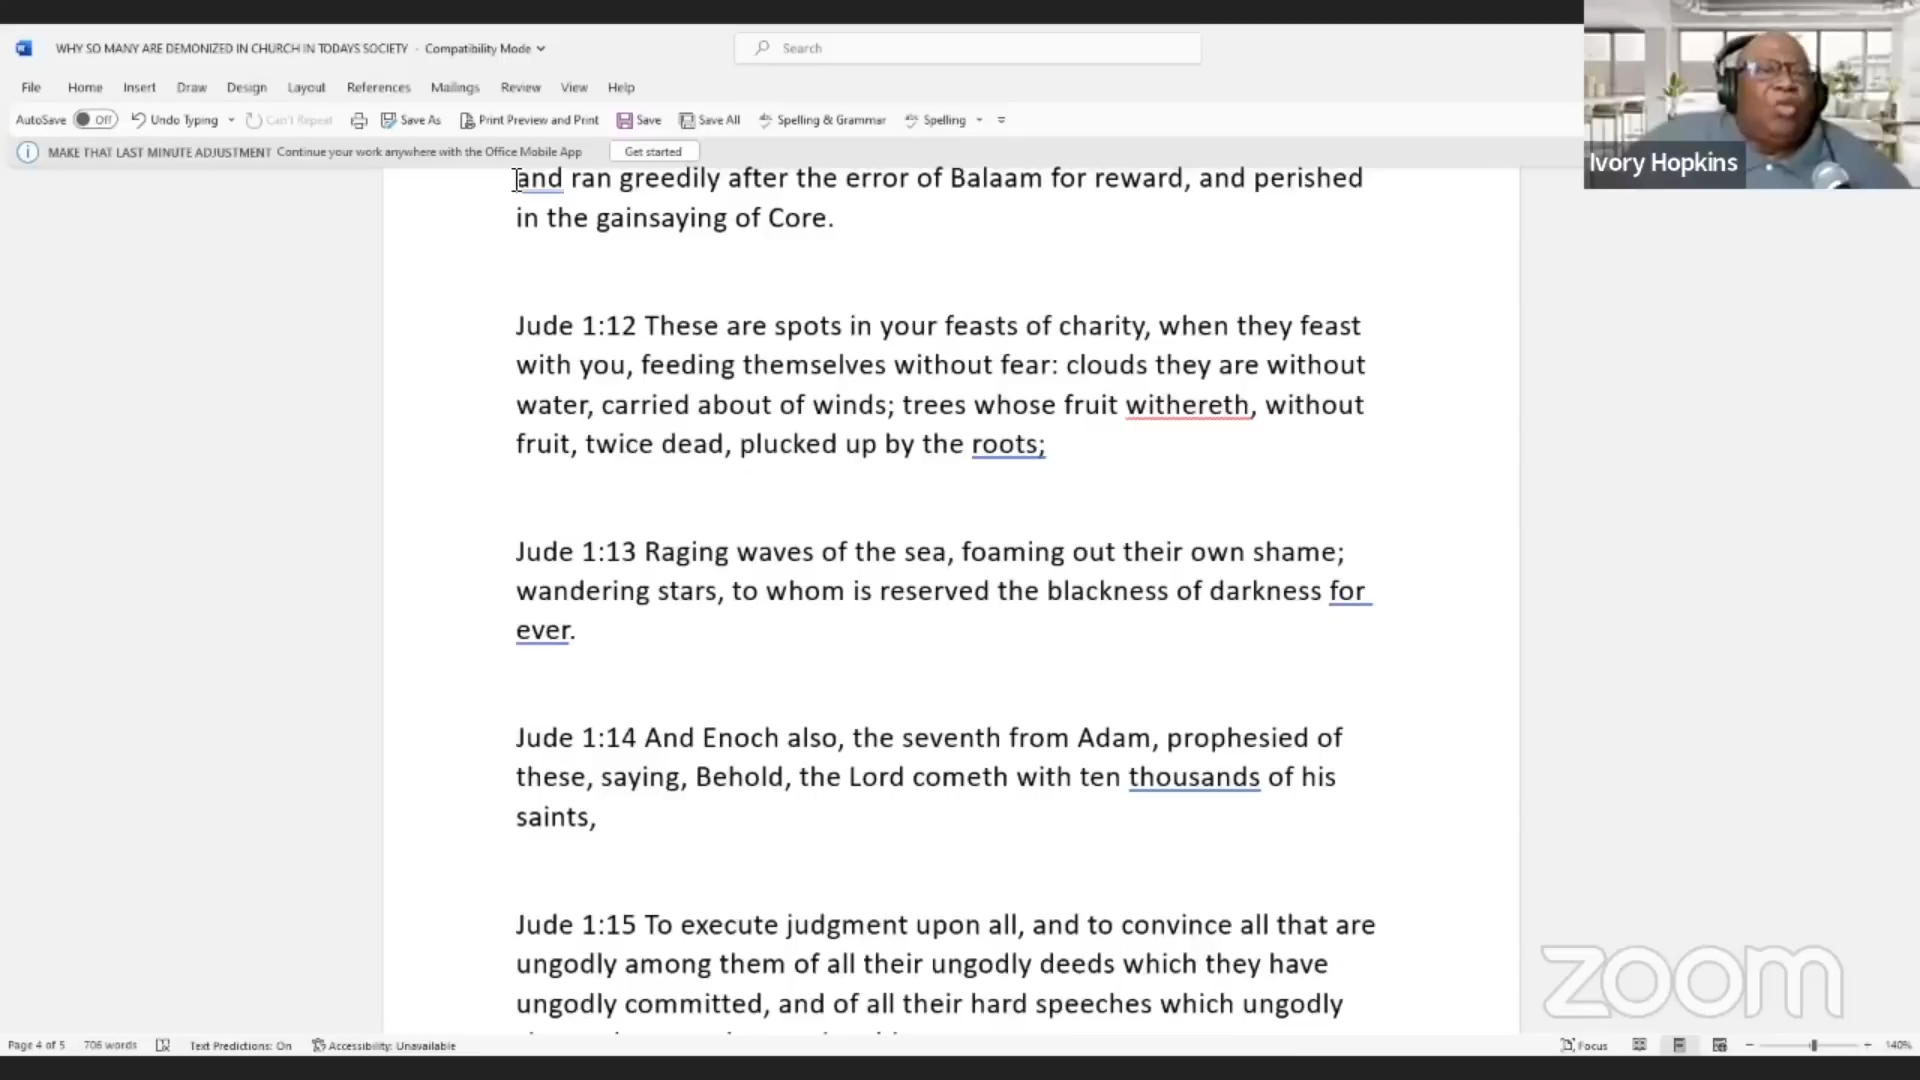 WHY SO MANY ARE DEMONIZED IN CHURCH IN TODAYS SOCIETY - Compatibility Mode
Search
File Home Insert Draw Design Layout References Mailings Review View Help
AutoSave Off Undo Typing Can't Repeat Save As Print Preview and Print Save Save All Spelling & Grammar Spelling
MAKE THAT LAST MINUTE ADJUSTMENT Continue your work anywhere with the Office Mobile App Get started
Ivory Hopkins
and ran greedily after the error of Balaam for reward, and perished
in the gainsaying of Core.
Jude 1:12 These are spots in your feasts of charity, when they feast
with you, feeding themselves without fear: clouds they are without
water, carried about of winds; trees whose fruit withereth, without
fruit, twice dead, plucked up by the roots;
Jude 1:13 Raging waves of the sea, foaming out their own shame;
wandering stars, to whom is reserved the blackness of darkness for
ever.
Jude 1:14 And Enoch also, the seventh from Adam, prophesied of
these, saying, Behold, the Lord cometh with ten thousands of his
saints,
Jude 1:15 To execute judgment upon all, and to convince all that are
ungodly among them of all their ungodly deeds which they have
ungodly committed, and of all their hard speeches which ungodly
zoom
Page 4 of 5 706 words Text Predictions: On Accessibility: Unavailable Focus 140%